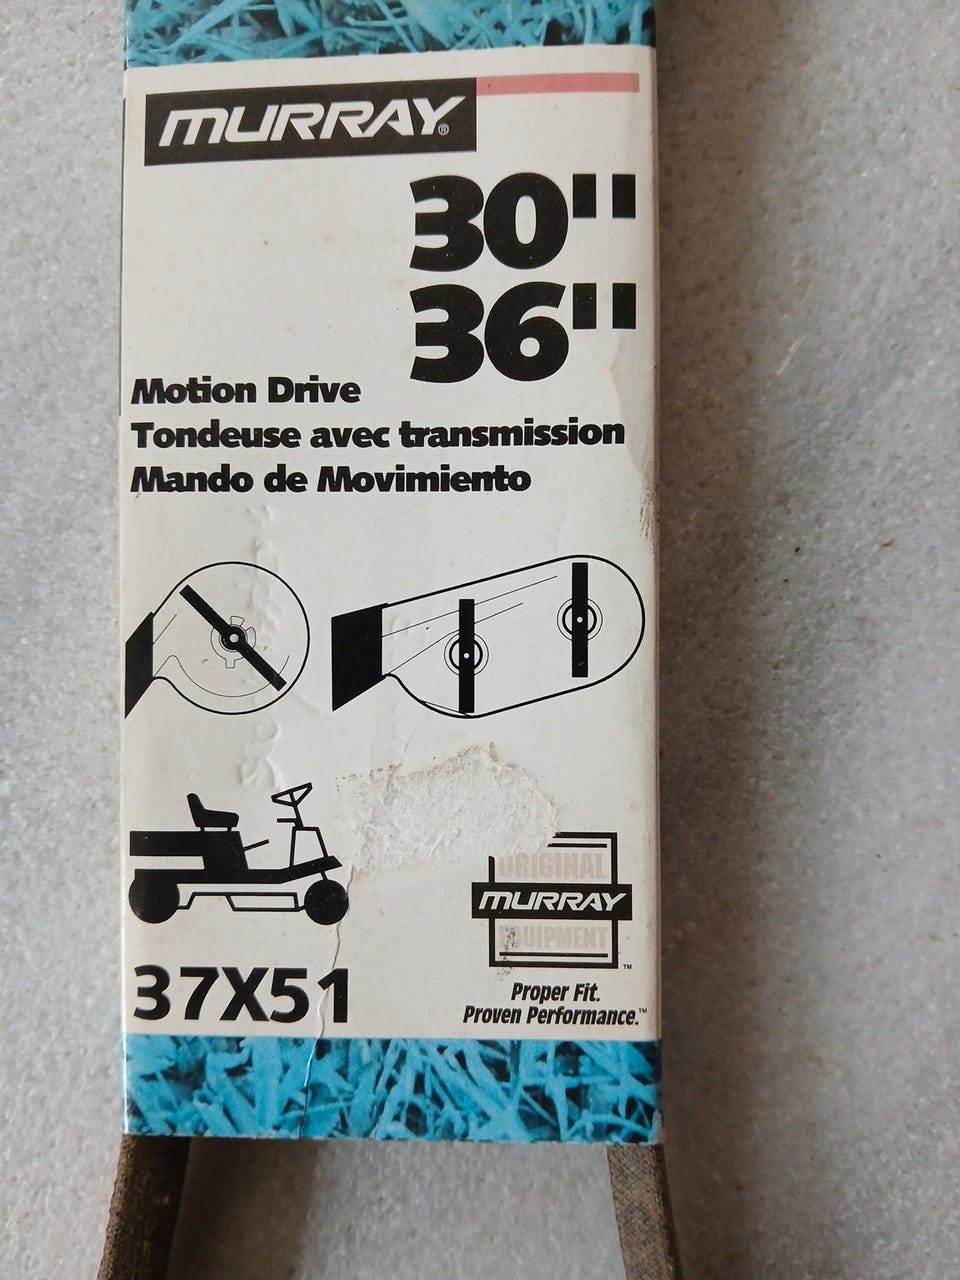 MURRAY®
30"
36"
Motion Drive
Tondeuse avec transmission
Mando de Movimiento
37X51
ORIGINAL
MURRAY
EQUIPMENT
™
Proper Fit.
Proven Performance.™